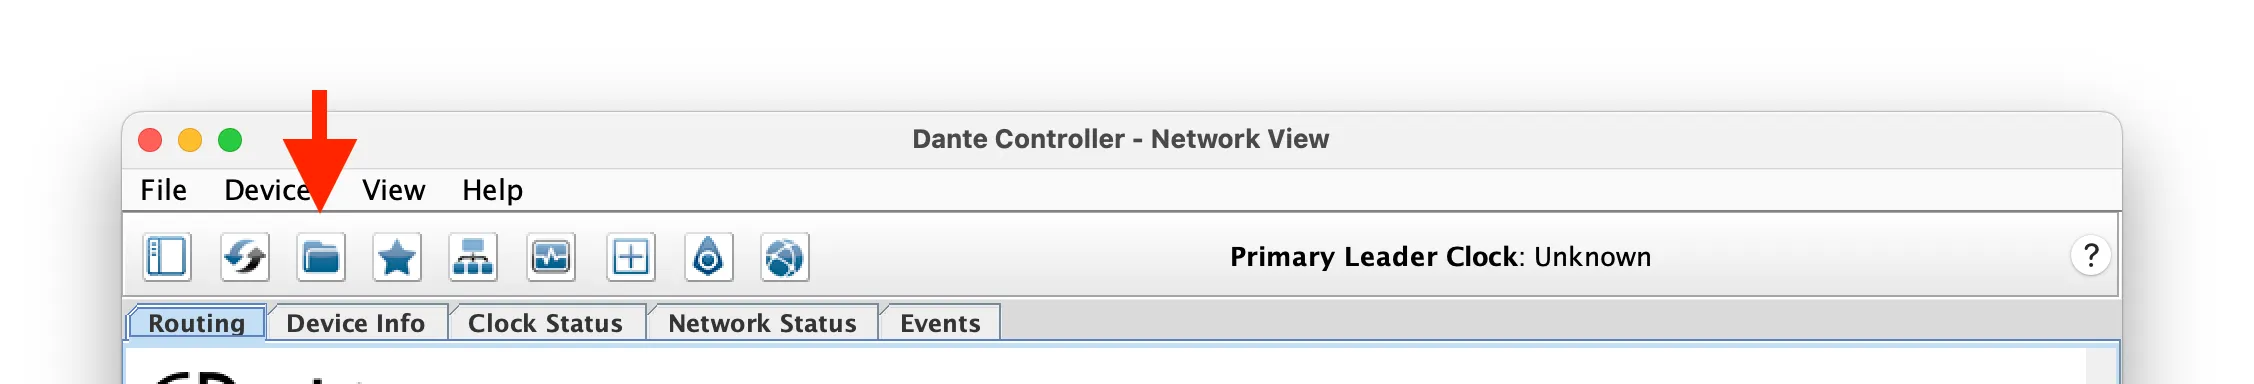 Dante Controller - Network View
File Device View Help
Primary Leader Clock: Unknown ?
Routing Device Info Clock Status Network Status Events